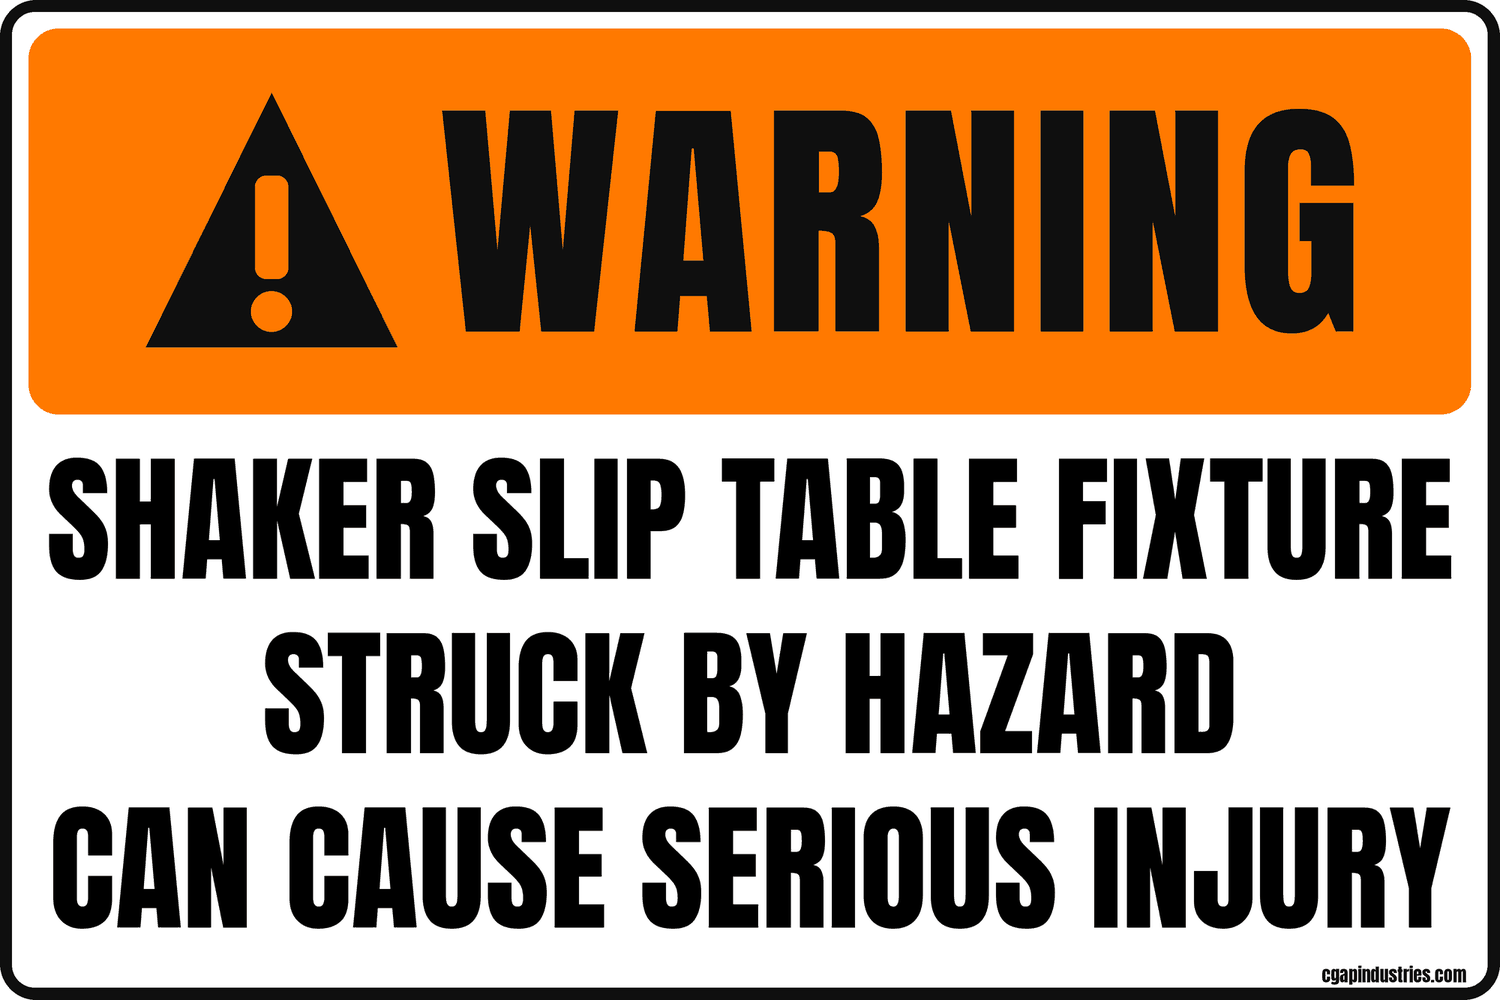 WARNING
SHAKER SLIP TABLE FIXTURE
STRUCK BY HAZARD
CAN CAUSE SERIOUS INJURY
cgapindustries.com